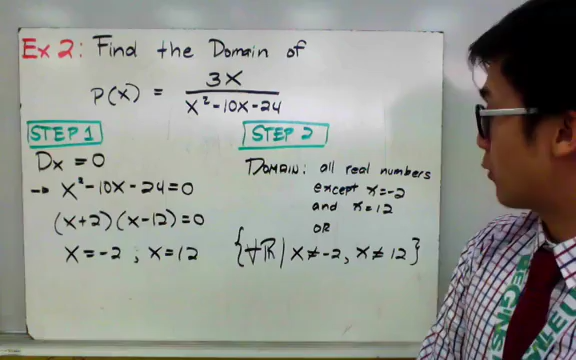 Ex 2: Find the Domain of
P(x) = 3x / x² - 10x - 24
STEP 1
Dx = 0
→ x² - 10x - 24 = 0
(x+2)(x-12) = 0
x = -2 ; x = 12
STEP 2
DOMAIN: all real numbers
except x = -2
and x = 12
OR
{∀ℝ | x ≠ -2, x ≠ 12}